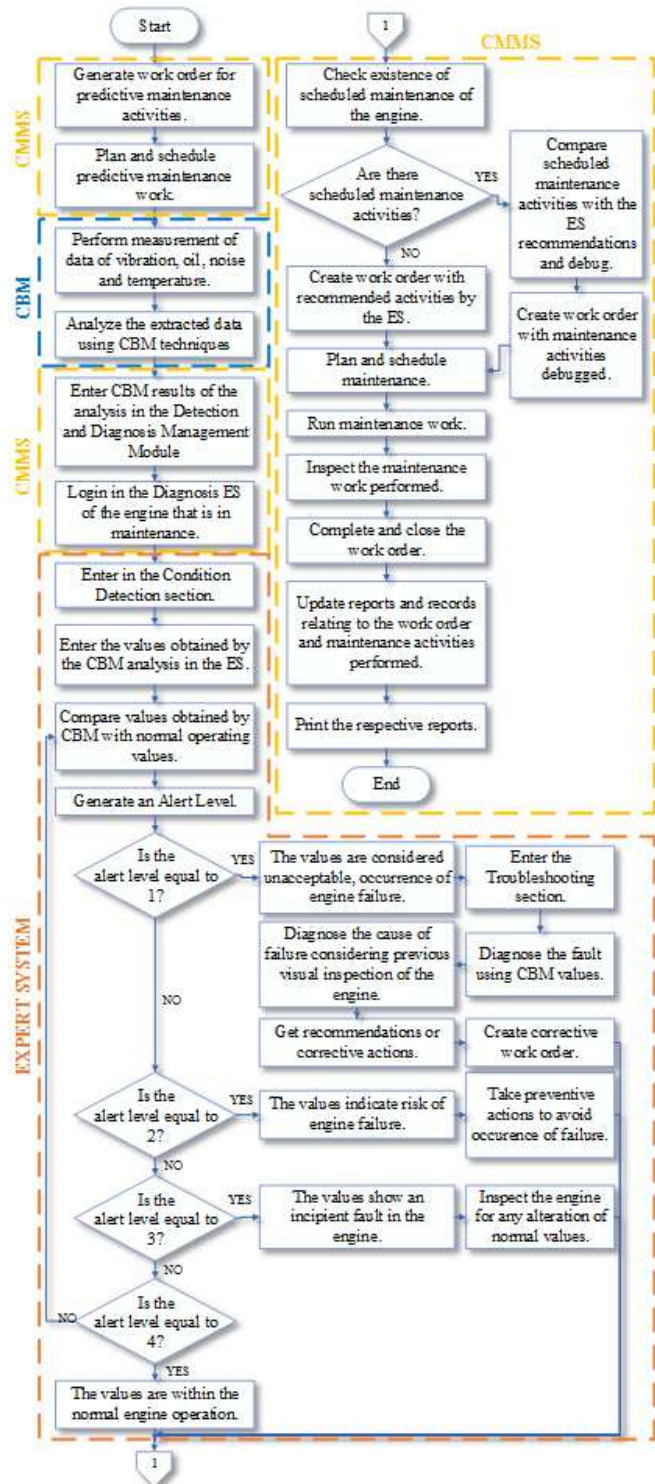 Start
CMMS
Generate work order for
predictive maintenance
activities.
Plan and schedule
predictive maintenance
work.
CBM
Perform measurement of
data of vibration, oil, noise
and temperature.
Analyze the extracted data
using CBM techniques
CMMS
Enter CBM results of the
analysis in the Detection
and Diagnosis Management
Module
Login in the Diagnosis ES
of the engine that is in
maintenance.
EXPERT SYSTEM
Enter in the Condition
Detection section.
Enter the values obtained by
the CBM analysis in the ES.
Compare values obtained by
CBM with normal operating
values.
Generate an Alert Level.
Is the
alert level equal to
1?
YES
The values are considered
unacceptable, occurrence of
engine failure.
Enter the
Troubleshooting
section.
Diagnose the fault
using CBM values.
Diagnose the cause of
failure considering previous
visual inspection of the
engine.
Get recommendations or
corrective actions.
Create corrective
work order.
NO
Is the
alert level equal to
2?
YES
The values indicate risk of
engine failure.
Take preventive
actions to avoid
occurence of failure.
NO
Is the
alert level equal to
3?
YES
The values show an
incipient fault in the
engine.
Inspect the engine
for any alteration of
normal values.
NO
Is the
alert level equal to
4?
NO
YES
The values are within the
normal engine operation.
1
1
CMMS
Check existence of
scheduled maintenance of
the engine.
Are there
scheduled maintenance
activities?
YES
Compare
scheduled
maintenance
activities with the
ES
recommendations
and debug.
Create work order
with maintenance
activities
debugged.
NO
Create work order with
recommended activities by
the ES.
Plan and schedule
maintenance.
Run maintenance work.
Inspect the maintenance
work performed.
Complete and close the
work order.
Update reports and records
relating to the work order
and maintenance activities
performed.
Print the respective reports.
End